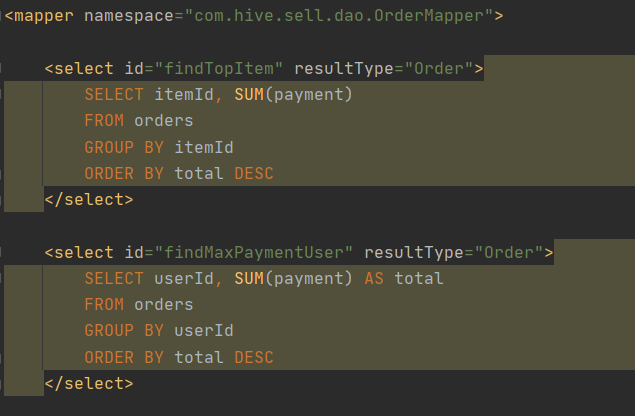 <mapper namespace="com.hive.sell.dao.OrderMapper">
<select id="findTopItem" resultType="Order">
SELECT itemId, SUM(payment)
FROM orders
GROUP BY itemId
ORDER BY total DESC
</select>
<select id="findMaxPaymentUser" resultType="Order">
SELECT userId, SUM(payment) AS total
FROM orders
GROUP BY userId
ORDER BY total DESC
</select>